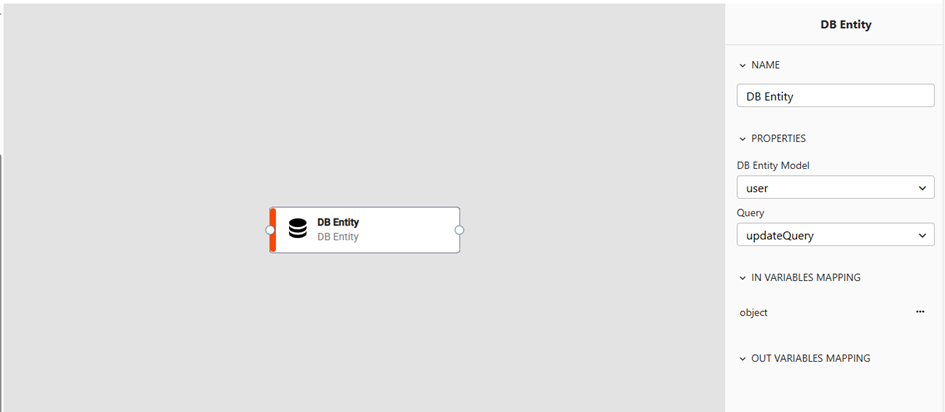 DB Entity
DB Entity
DB Entity
NAME
DB Entity
PROPERTIES
DB Entity Model
user
Query
updateQuery
IN VARIABLES MAPPING
object
OUT VARIABLES MAPPING